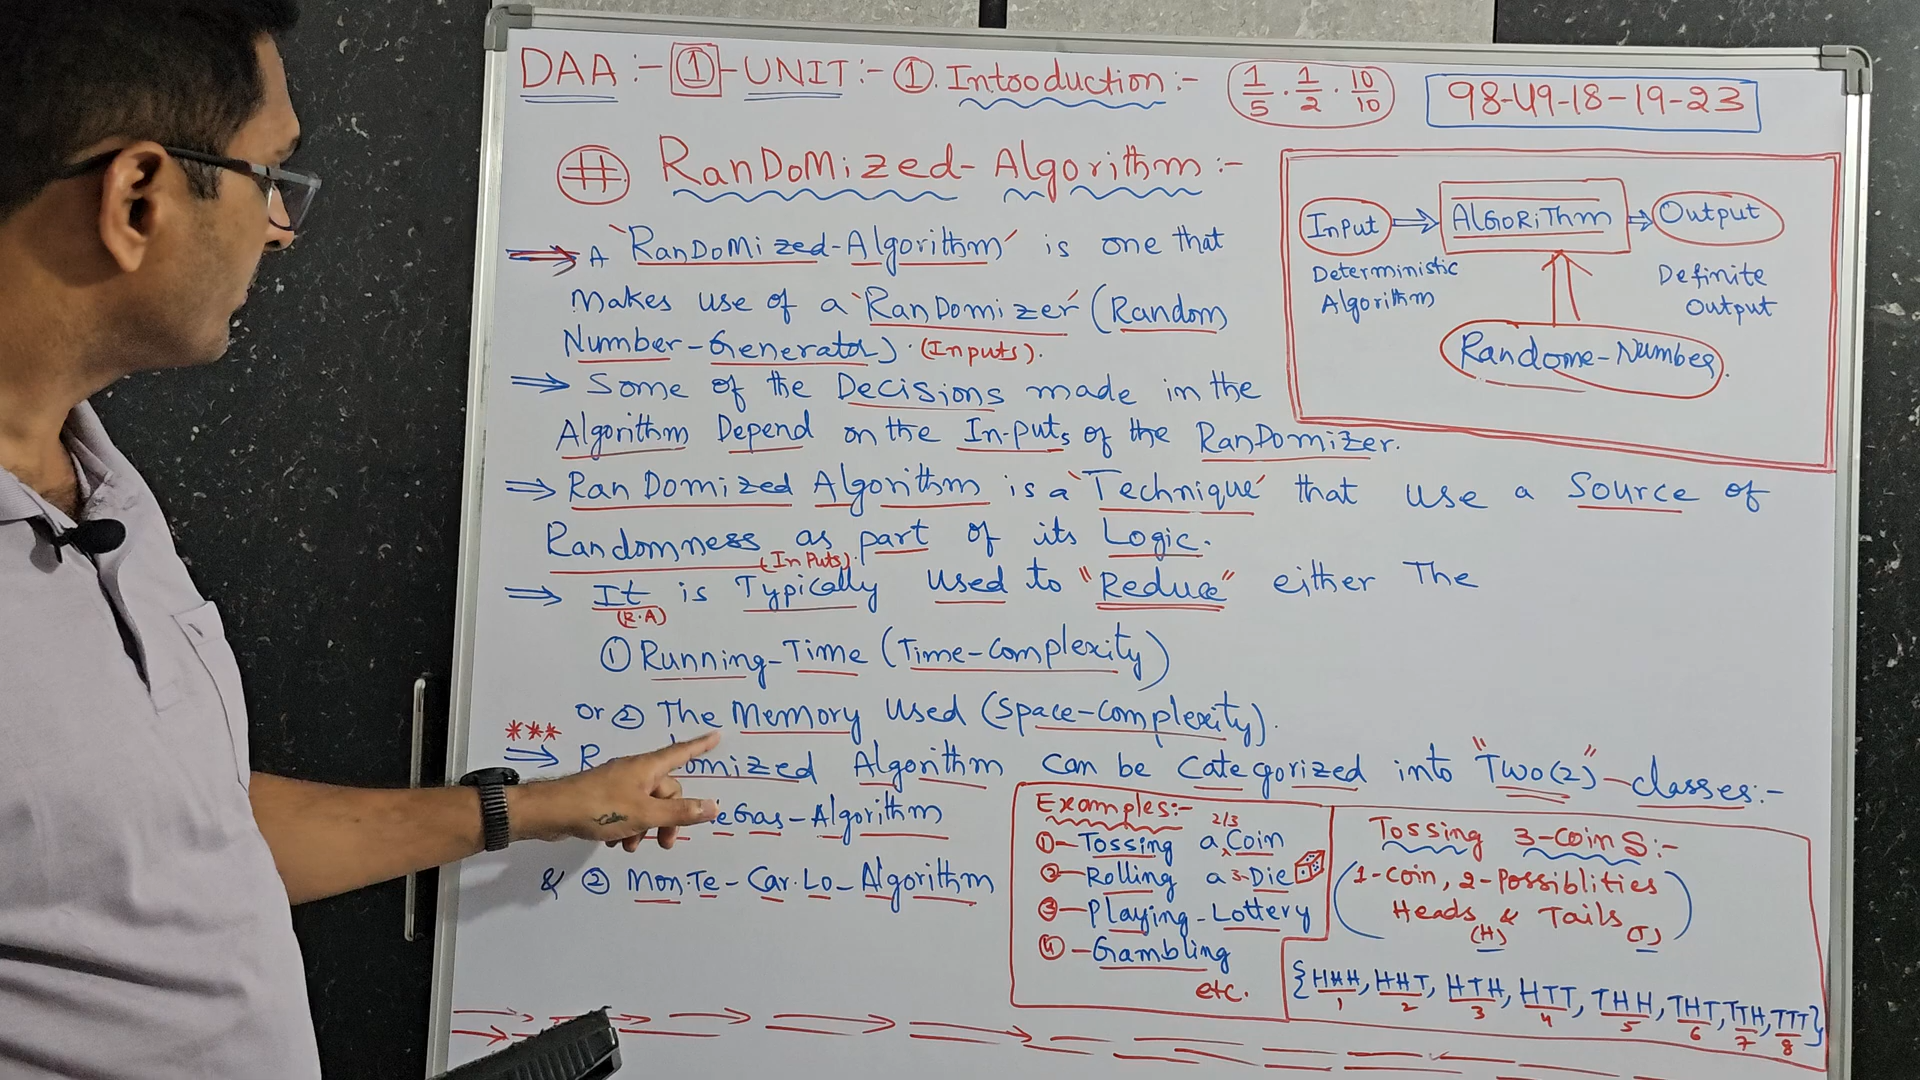 DAA :- ① - UNIT :- ①. Intooduction :-
1/5 . 1/2 . 10/10
98-49-18-19-23
# RanDoMized - Algorithm :-
⇒ A 'RanDoMized-Algorithm' is one that
Makes use of a 'RanDomizer' (Random
Number-Generator). (Inputs).
⇒ Some of the Decisions made in the
Algorithm Depend on the In-puts of the RanDomizer.
⇒ RanDomized Algorithm is a 'Technique' that use a Source of
Randomness as part of its Logic.
(InPuts).
⇒ It is Typically used to "Reduce" either The
(R.A)
① Running-Time (Time-Complexity)
or ② The Memory Used (Space-Complexity).
***
⇒ R omized Algorithm can be categorized into "Two(2)" - classes :-
eGas - Algorithm
& ② Mon.Te - Car.Lo - Algorithm
Input ⇒ ALGORIThm ⇒ Output
Deterministic
Algorithm
Definite
Output
Randome-Number.
Examples:-
2/3
①- Tossing a Coin
②- Rolling a 3-Die
③- Playing - Lottery
④- Gambling
etc.
Tossing 3-coinS :-
(1-coin, 2-Possiblities
Heads & Tails)
(H) (T)
{HHH, HHT, HTH, HTT, THH, THT, TTH, TTT}
1 2 3 4 5 6 7 8